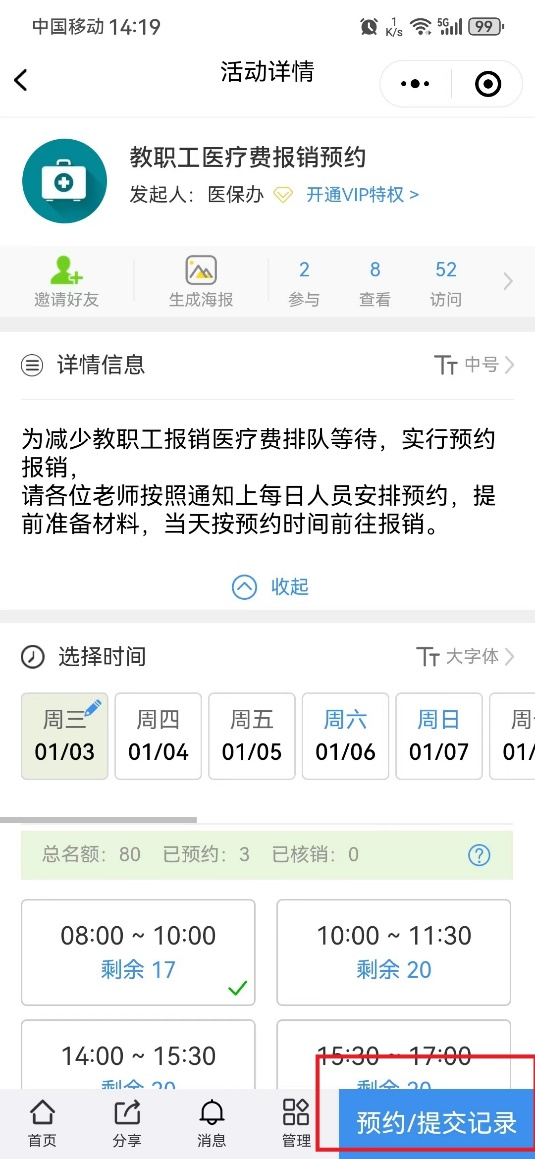 中国移动 14:19
1 K/s 5G 99
活动详情
教职工医疗费报销预约
发起人：医保办 开通VIP特权 >
邀请好友 生成海报 2 参与 8 查看 52 访问
详情信息 TT 中号
为减少教职工报销医疗费排队等待，实行预约
报销，
请各位老师按照通知上每日人员安排预约，提
前准备材料，当天按预约时间前往报销。
收起
选择时间 TT 大字体
周三 周四 周五 周六 周日 周
01/03 01/04 01/05 01/06 01/07 01/
总名额：80 已预约：3 已核销：0 ?
08:00 ~ 10:00 10:00 ~ 11:30
剩余 17 剩余 20
14:00 ~ 15:30 15:30 ~ 17:00
剩余 20 剩余 20
首页 分享 消息 管理 预约/提交记录